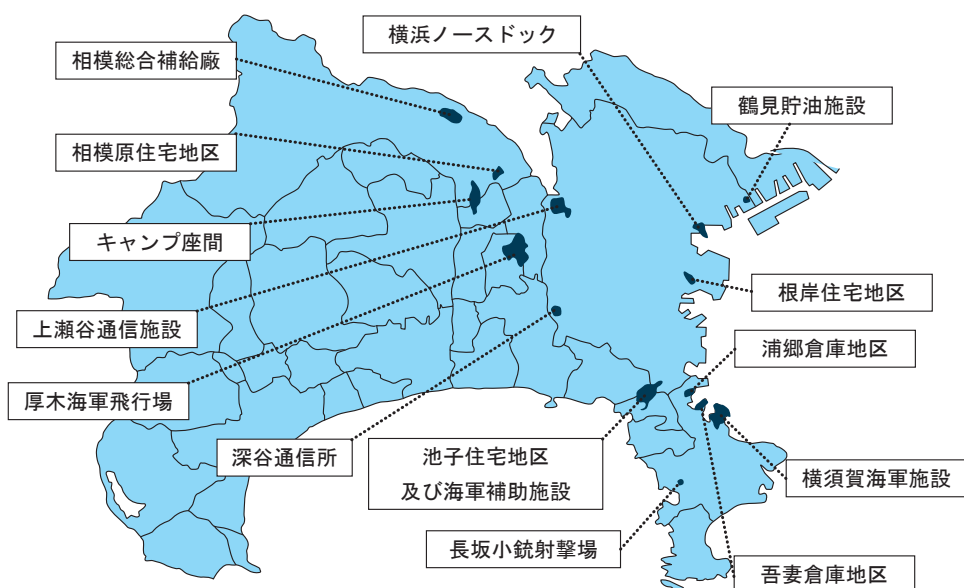 横浜ノースドック
相模総合補給廠
鶴見貯油施設
相模原住宅地区
キャンプ座間
根岸住宅地区
上瀬谷通信施設
浦郷倉庫地区
厚木海軍飛行場
深谷通信所
池子住宅地区
及び海軍補助施設
横須賀海軍施設
長坂小銃射撃場
吾妻倉庫地区